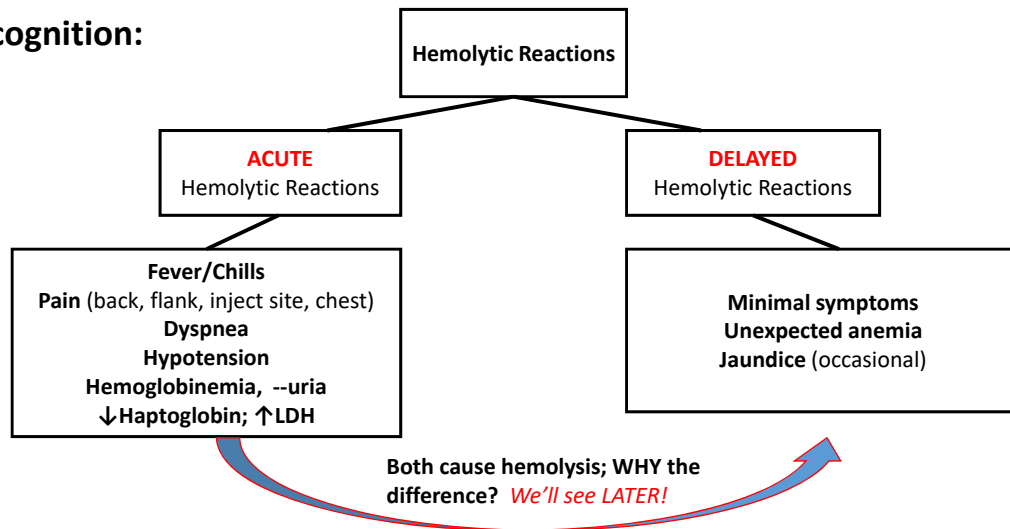 cognition:
Hemolytic Reactions
ACUTE
Hemolytic Reactions
DELAYED
Hemolytic Reactions
Fever/Chills
Pain (back, flank, inject site, chest)
Dyspnea
Hypotension
Hemoglobinemia, --uria
↓Haptoglobin; ↑LDH
Minimal symptoms
Unexpected anemia
Jaundice (occasional)
Both cause hemolysis; WHY the
difference? We'll see LATER!